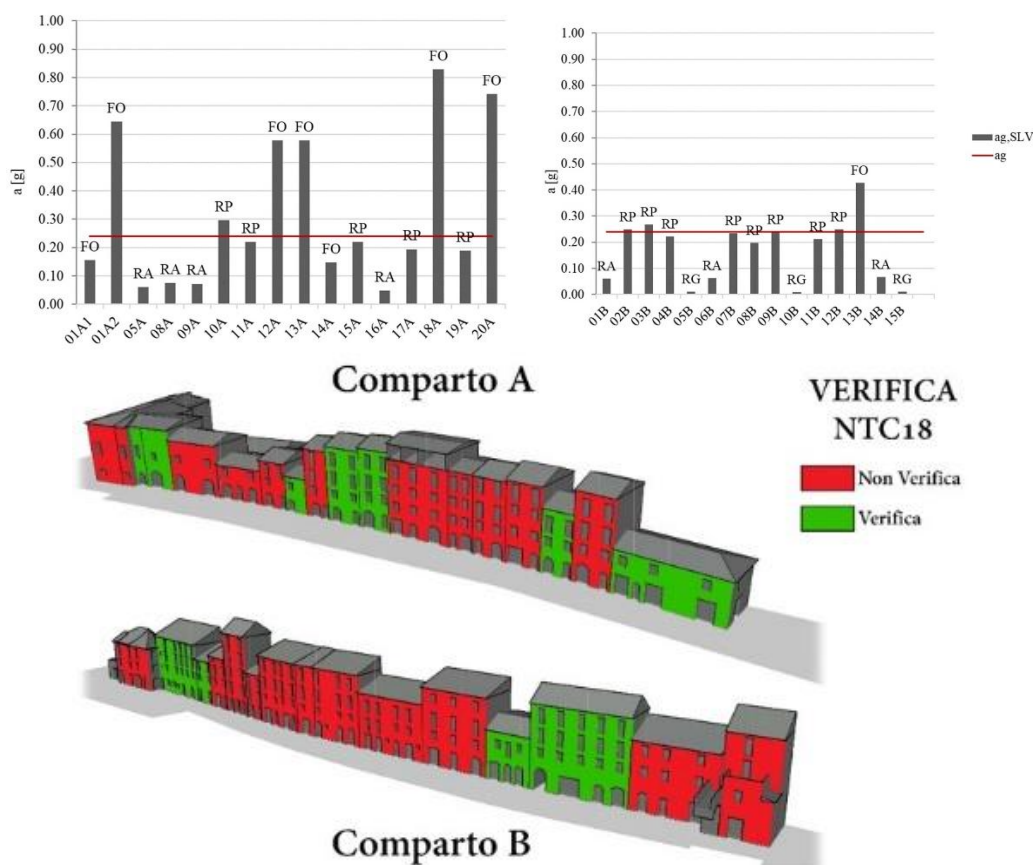 1.00
0.90
0.80
0.70
0.60
0.50
0.40
0.30
0.20
0.10
0.00
a [g]
FO
FO
RA
RA
RA
RP
RP
FO
FO
FO
RP
RA
RP
FO
RP
FO
01A1
01A2
05A
08A
09A
10A
11A
12A
13A
14A
15A
16A
17A
18A
19A
20A
1.00
0.90
0.80
0.70
0.60
0.50
0.40
0.30
0.20
0.10
0.00
a [g]
RA
RP
RP
RP
RG
RA
RP
RP
RP
RG
RP
RP
FO
RA
RG
01B
02B
03B
04B
05B
06B
07B
08B
09B
10B
11B
12B
13B
14B
15B
ag,SLV
ag
Comparto A
VERIFICA
NTC18
Non Verifica
Verifica
Comparto B